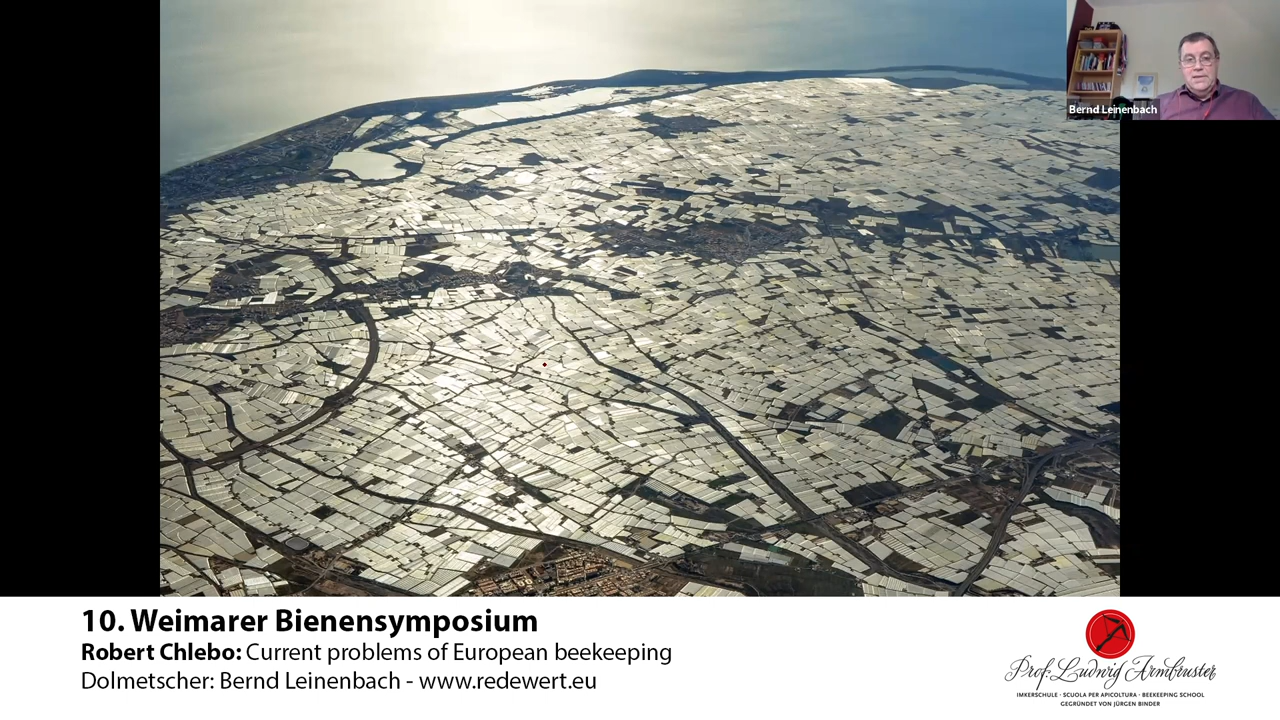 Bernd Leinenbach
10. Weimarer Bienensymposium
Robert Chlebo: Current problems of European beekeeping
Dolmetscher: Bernd Leinenbach - www.redewert.eu
Prof. Ludwig Armbruster
IMKERSCHULE · SCUOLA PER APICOLTURA · BEEKEEPING SCHOOL
GEGRÜNDET VON JÜRGEN BINDER